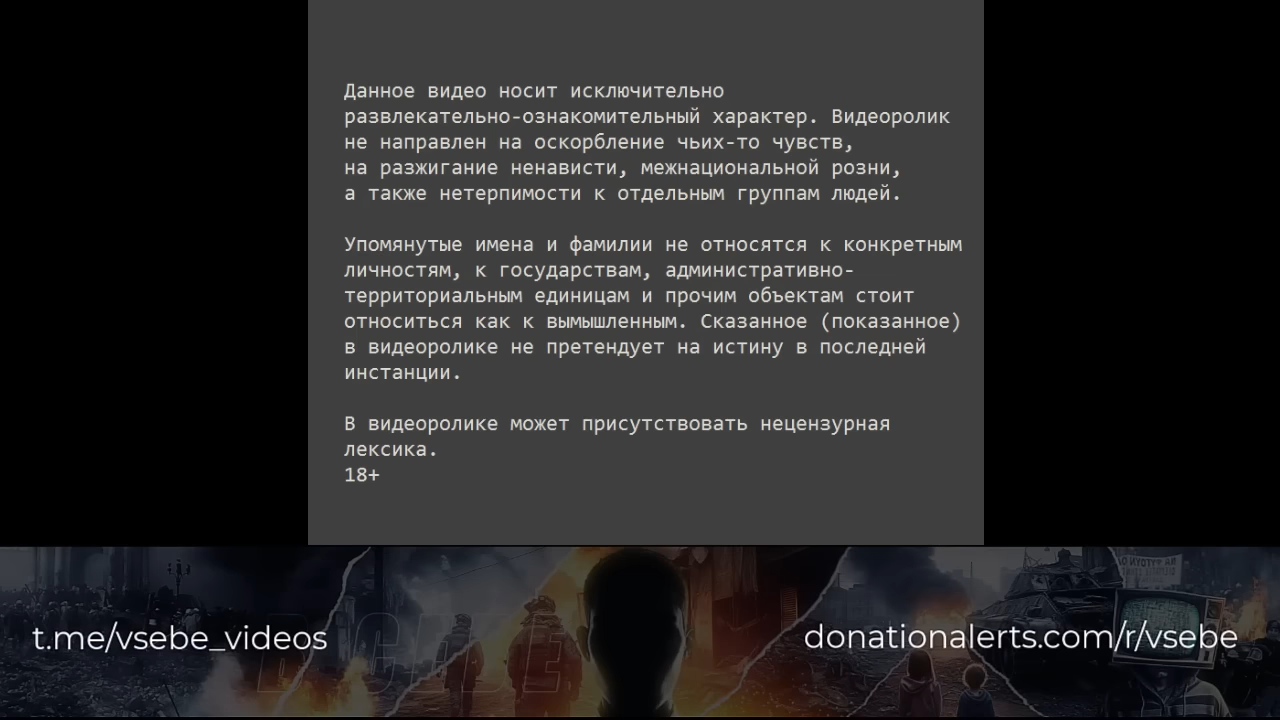 Данное видео носит исключительно
развлекательно-ознакомительный характер. Видеоролик
не направлен на оскорбление чьих-то чувств,
на разжигание ненависти, межнациональной розни,
а также нетерпимости к отдельным группам людей.
Упомянутые имена и фамилии не относятся к конкретным
личностям, к государствам, административно-
территориальным единицам и прочим объектам стоит
относиться как к вымышленным. Сказанное (показанное)
в видеоролике не претендует на истину в последней
инстанции.
В видеоролике может присутствовать нецензурная
лексика.
18+
t.me/vsebe_videos
donationalerts.com/r/vsebe